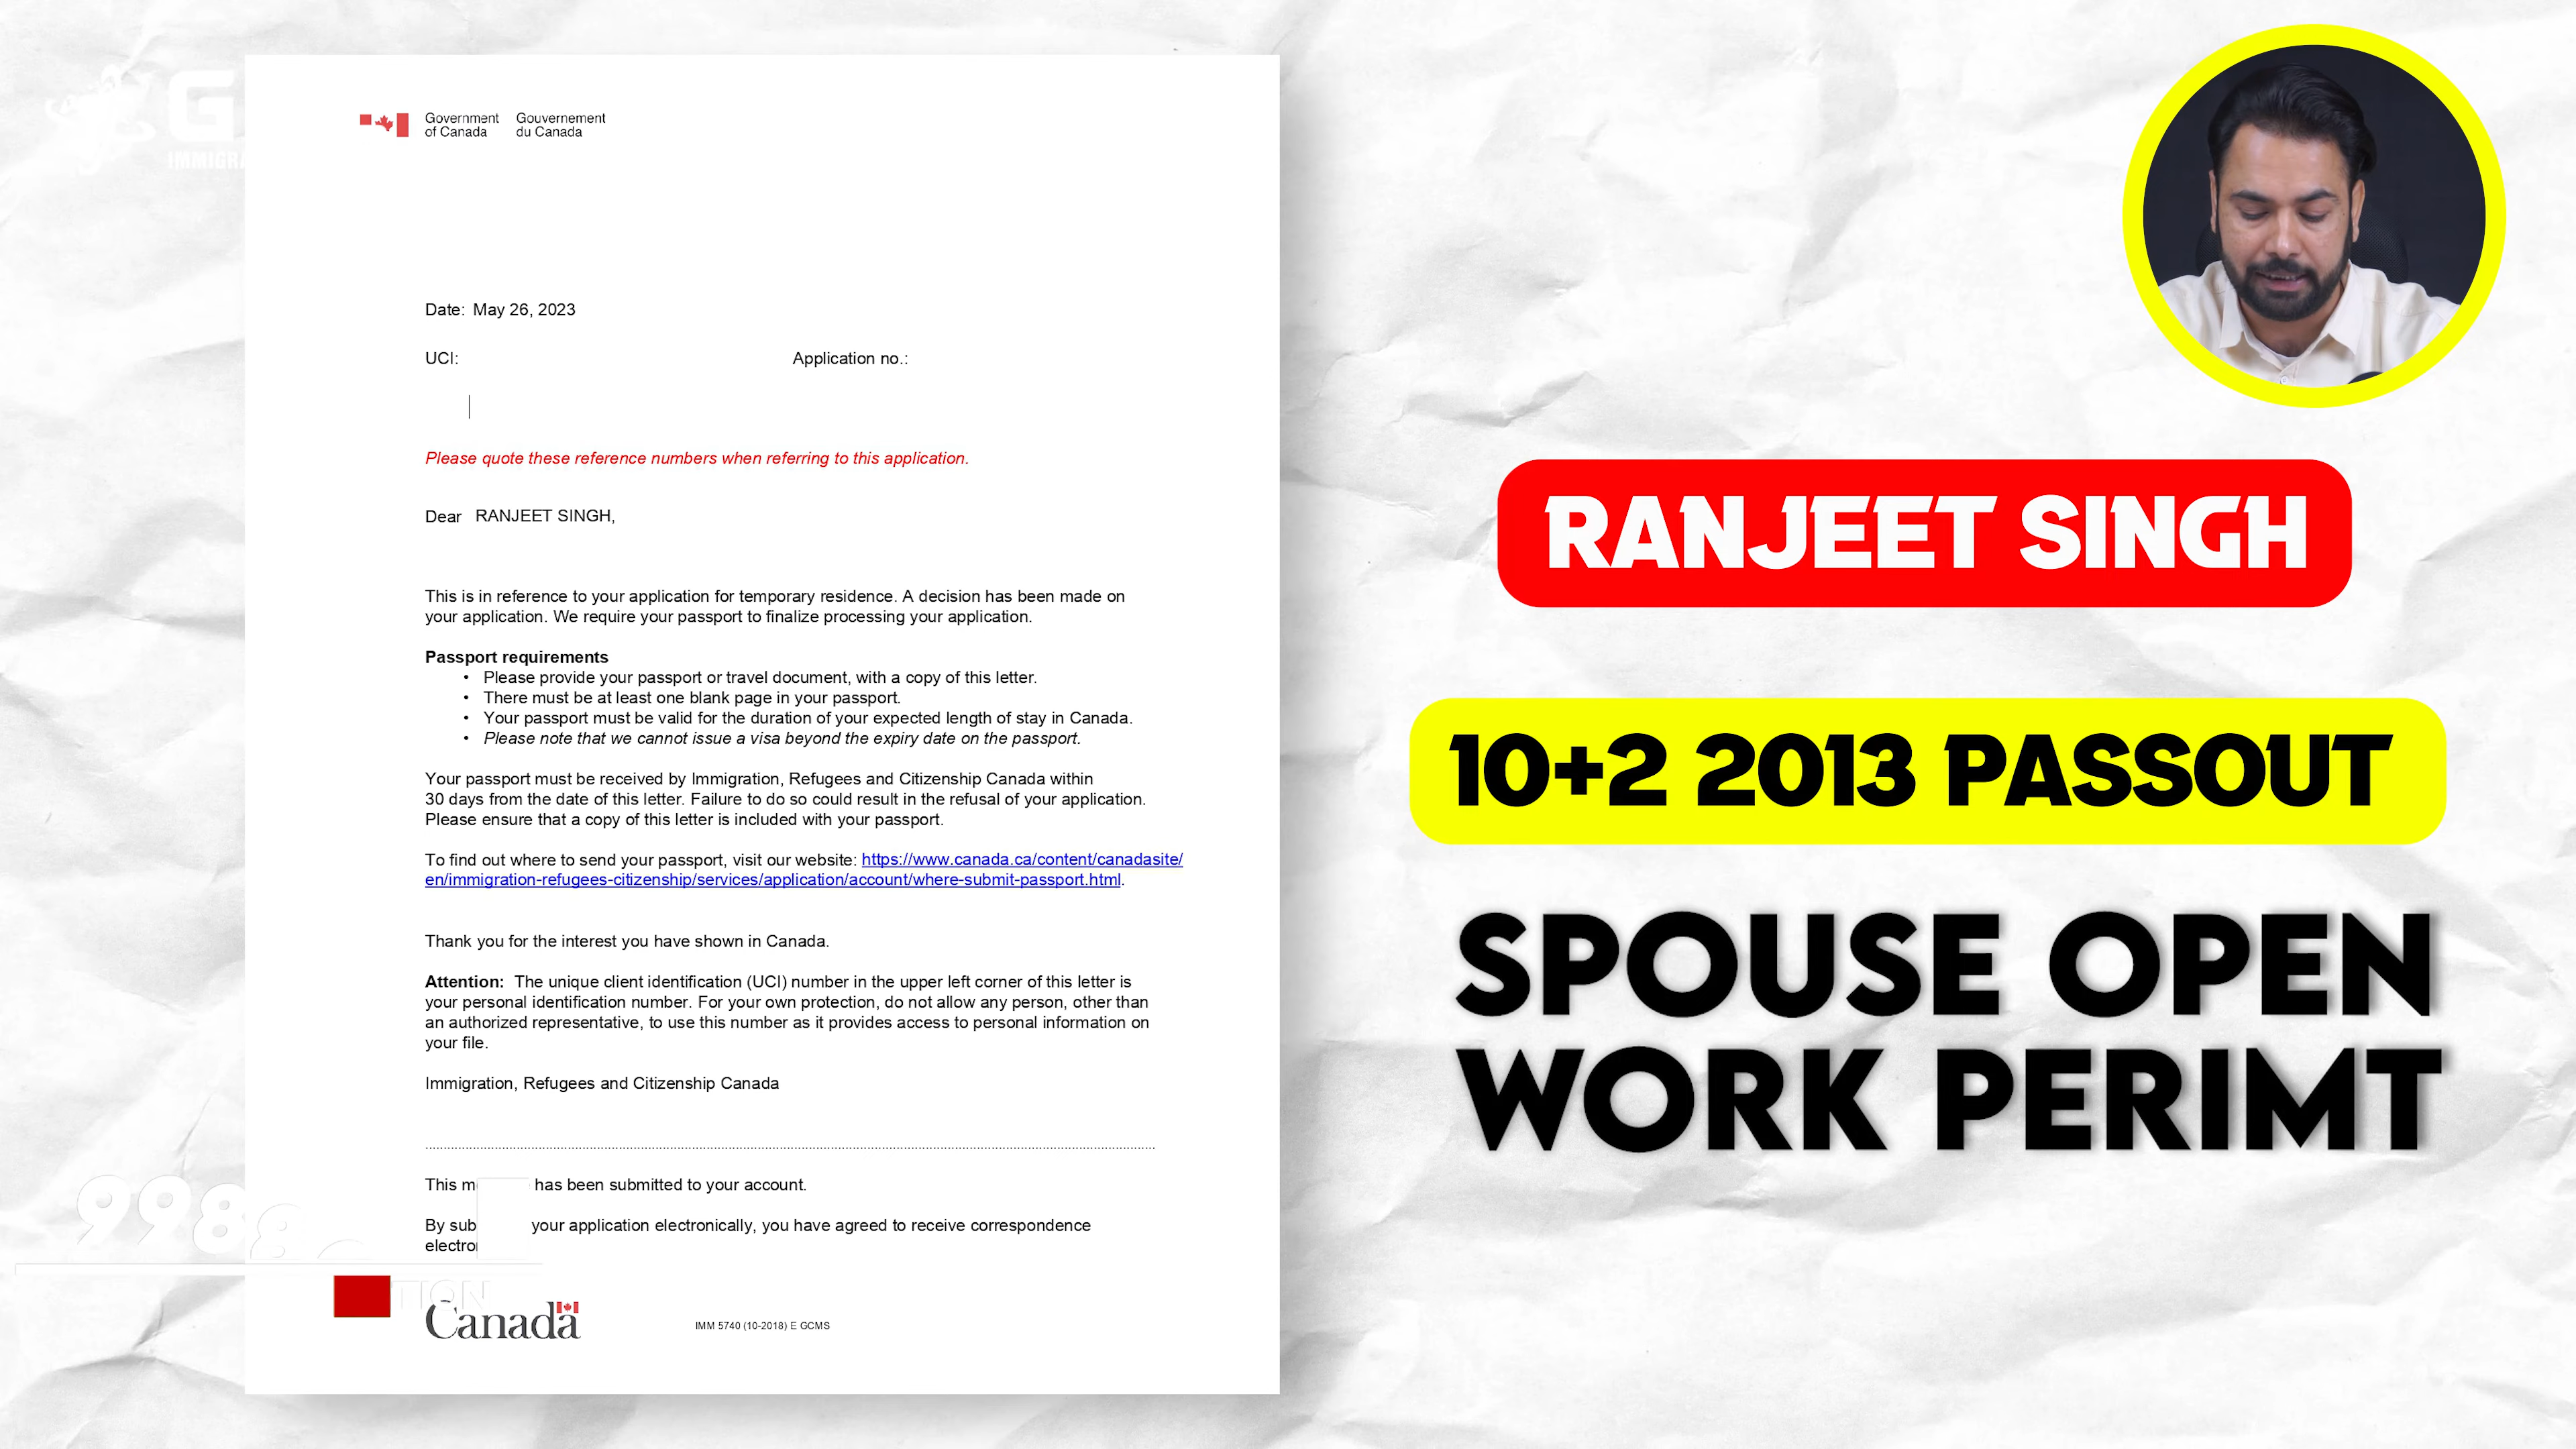 G
IMMIGRA
Government of Canada
Gouvernement du Canada
Date: May 26, 2023
UCI:
Application no.:
Please quote these reference numbers when referring to this application.
Dear RANJEET SINGH,
This is in reference to your application for temporary residence. A decision has been made on
your application. We require your passport to finalize processing your application.
Passport requirements
• Please provide your passport or travel document, with a copy of this letter.
• There must be at least one blank page in your passport.
• Your passport must be valid for the duration of your expected length of stay in Canada.
• Please note that we cannot issue a visa beyond the expiry date on the passport.
Your passport must be received by Immigration, Refugees and Citizenship Canada within
30 days from the date of this letter. Failure to do so could result in the refusal of your application.
Please ensure that a copy of this letter is included with your passport.
To find out where to send your passport, visit our website: https://www.canada.ca/content/canadasite/
en/immigration-refugees-citizenship/services/application/account/where-submit-passport.html.
Thank you for the interest you have shown in Canada.
Attention: The unique client identification (UCI) number in the upper left corner of this letter is
your personal identification number. For your own protection, do not allow any person, other than
an authorized representative, to use this number as it provides access to personal information on
your file.
Immigration, Refugees and Citizenship Canada
This m has been submitted to your account.
By sub your application electronically, you have agreed to receive correspondence
electro
TION
Canada
IMM 5740 (10-2018) E GCMS
RANJEET SINGH
10+2 2013 PASSOUT
SPOUSE OPEN
WORK PERIMT